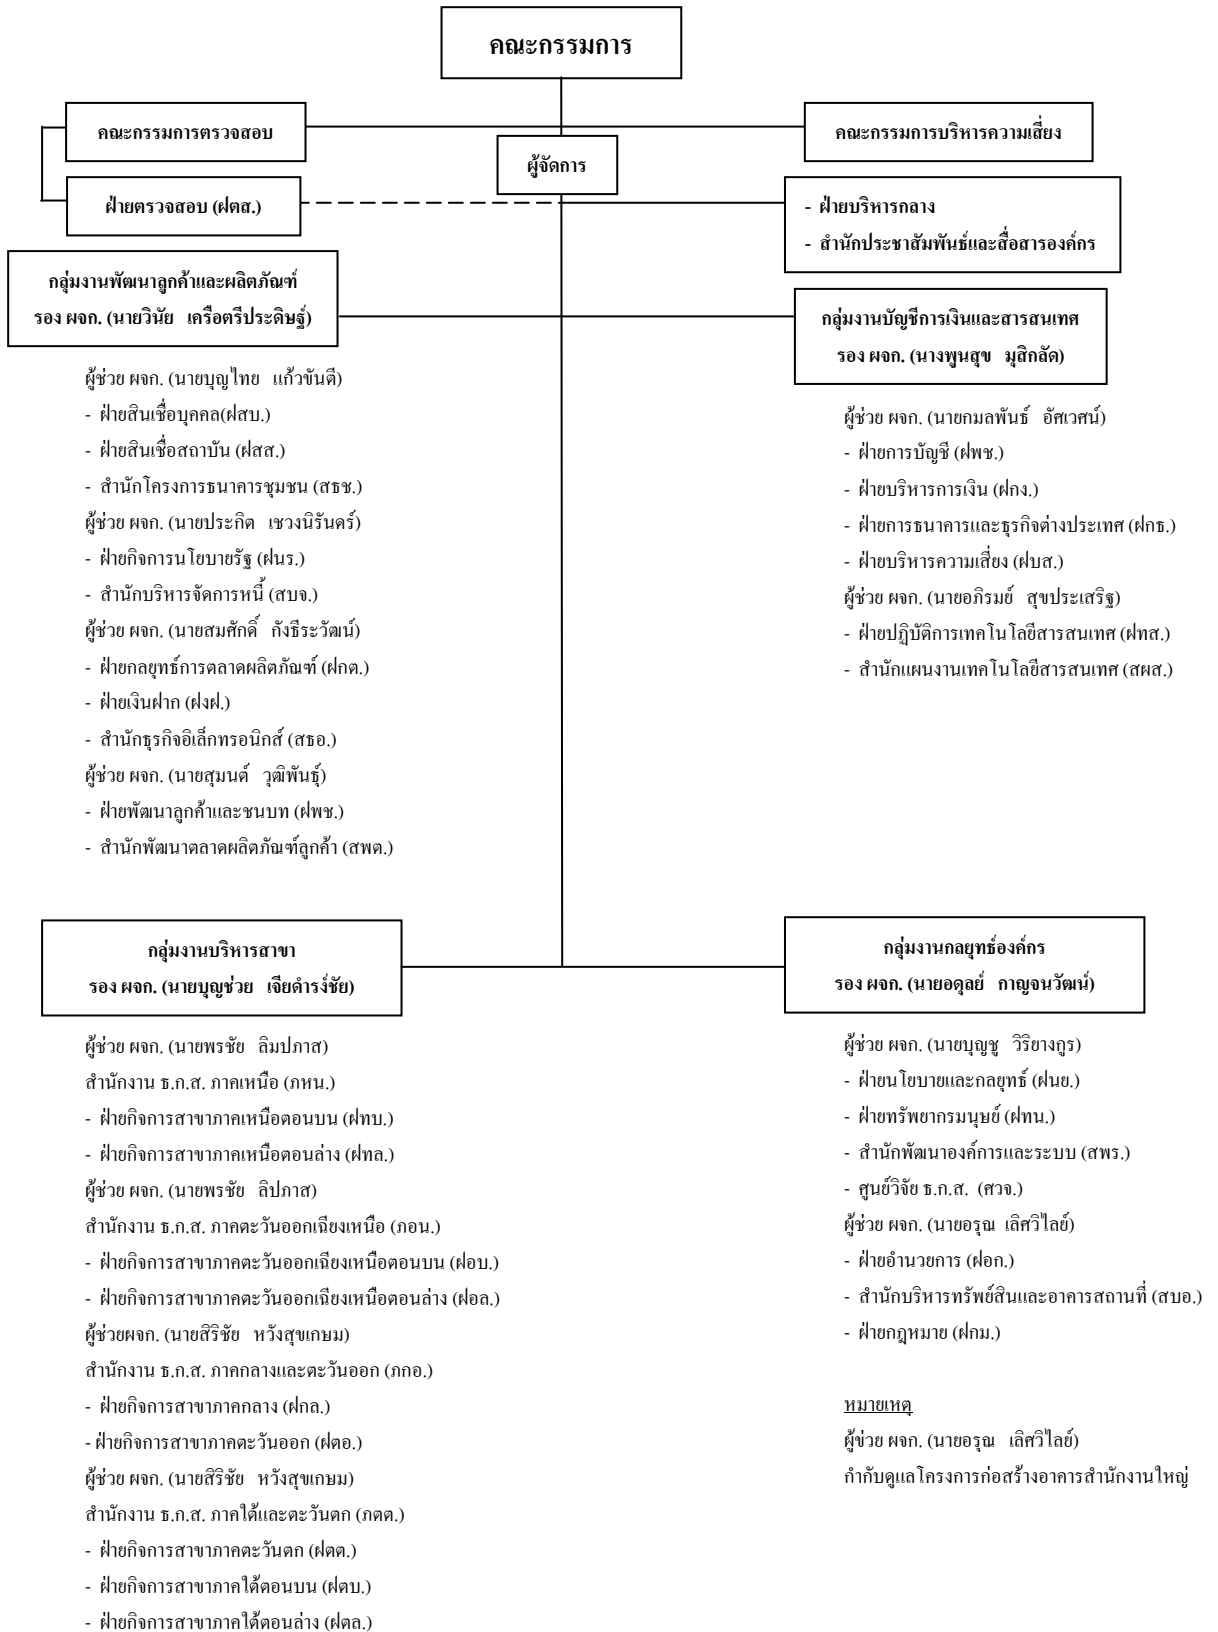 คณะกรรมการ
คณะกรรมการตรวจสอบ
คณะกรรมการบริหารความเสี่ยง
ผู้จัดการ
ฝ่ายตรวจสอบ (ฝตส.)
- ฝ่ายบริหารกลาง
- สำนักประชาสัมพันธ์และสื่อสารองค์กร
กลุ่มงานพัฒนาลูกค้าและผลิตภัณฑ์
รอง ผจก. (นายวินัย เครือตรีประดิษฐ์)
ผู้ช่วย ผจก. (นายบุญไทย แก้วขันตี)
- ฝ่ายสินเชื่อบุคคล(ฝสบ.)
- ฝ่ายสินเชื่อสถาบัน (ฝสส.)
- สำนักโครงการธนาคารชุมชน (สธช.)
ผู้ช่วย ผจก. (นายประกิต เชวงนิรันดร์)
- ฝ่ายกิจการนโยบายรัฐ (ฝนร.)
- สำนักบริหารจัดการหนี้ (สบจ.)
ผู้ช่วย ผจก. (นายสมศักดิ์ กังธีระวัฒน์)
- ฝ่ายกลยุทธ์การตลาดผลิตภัณฑ์ (ฝกต.)
- ฝ่ายเงินฝาก (ฝงฝ.)
- สำนักธุรกิจอิเล็กทรอนิกส์ (สธอ.)
ผู้ช่วย ผจก. (นายสุมนต์ วุฒิพันธุ์)
- ฝ่ายพัฒนาลูกค้าและชนบท (ฝพช.)
- สำนักพัฒนาตลาดผลิตภัณฑ์ลูกค้า (สพต.)
กลุ่มงานบัญชีการเงินและสารสนเทศ
รอง ผจก. (นางพูนสุข มุสิกลัด)
ผู้ช่วย ผจก. (นายกมลพันธ์ อัศเวศน์)
- ฝ่ายการบัญชี (ฝพช.)
- ฝ่ายบริหารการเงิน (ฝกง.)
- ฝ่ายการธนาคารและธุรกิจต่างประเทศ (ฝกธ.)
- ฝ่ายบริหารความเสี่ยง (ฝบส.)
ผู้ช่วย ผจก. (นายอภิรมย์ สุขประเสริฐ)
- ฝ่ายปฏิบัติการเทคโนโลยีสารสนเทศ (ฝทส.)
- สำนักแผนงานเทคโนโลยีสารสนเทศ (สผส.)
กลุ่มงานบริหารสาขา
รอง ผจก. (นายบุญช่วย เจียดำรงชัย)
ผู้ช่วย ผจก. (นายพรชัย ลิมปภาส)
สำนักงาน ธ.ก.ส. ภาคเหนือ (ภหน.)
- ฝ่ายกิจการสาขาภาคเหนือตอนบน (ฝทบ.)
- ฝ่ายกิจการสาขาภาคเหนือตอนล่าง (ฝทล.)
ผู้ช่วย ผจก. (นายพรชัย ลิปภาส)
สำนักงาน ธ.ก.ส. ภาคตะวันออกเฉียงเหนือ (ภอน.)
- ฝ่ายกิจการสาขาภาคตะวันออกเฉียงเหนือตอนบน (ฝอบ.)
- ฝ่ายกิจการสาขาภาคตะวันออกเฉียงเหนือตอนล่าง (ฝอล.)
ผู้ช่วยผจก. (นายสิริชัย หวังสุขเกษม)
สำนักงาน ธ.ก.ส. ภาคกลางและตะวันออก (ภกอ.)
- ฝ่ายกิจการสาขาภาคกลาง (ฝกล.)
- ฝ่ายกิจการสาขาภาคตะวันออก (ฝตอ.)
ผู้ช่วย ผจก. (นายสิริชัย หวังสุขเกษม)
สำนักงาน ธ.ก.ส. ภาคใต้และตะวันตก (ภตต.)
- ฝ่ายกิจการสาขาภาคตะวันตก (ฝตต.)
- ฝ่ายกิจการสาขาภาคใต้ตอนบน (ฝตบ.)
- ฝ่ายกิจการสาขาภาคใต้ตอนล่าง (ฝตล.)
กลุ่มงานกลยุทธ์องค์กร
รอง ผจก. (นายอดุลย์ กาญจนวัฒน์)
ผู้ช่วย ผจก. (นายบุญชู วิริยางกูร)
- ฝ่ายนโยบายและกลยุทธ์ (ฝนย.)
- ฝ่ายทรัพยากรมนุษย์ (ฝทน.)
- สำนักพัฒนาองค์การและระบบ (สพร.)
- ศูนย์วิจัย ธ.ก.ส. (ศวจ.)
ผู้ช่วย ผจก. (นายอรุณ เลิศวิไลย์)
- ฝ่ายอำนวยการ (ฝอก.)
- สำนักบริหารทรัพย์สินและอาคารสถานที่ (สบอ.)
- ฝ่ายกฎหมาย (ฝกม.)
หมายเหตุ
ผู้ช่วย ผจก. (นายอรุณ เลิศวิไลย์)
กำกับดูแลโครงการก่อสร้างอาคารสำนักงานใหญ่